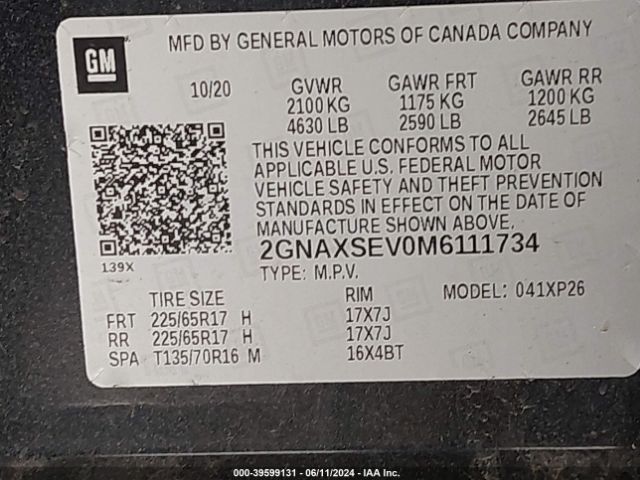 GM
MFD BY GENERAL MOTORS OF CANADA COMPANY
10/20 GVWR GAWR FRT GAWR RR
2100 KG 1175 KG 1200 KG
4630 LB 2590 LB 2645 LB
THIS VEHICLE CONFORMS TO ALL
APPLICABLE U.S. FEDERAL MOTOR
VEHICLE SAFETY AND THEFT PREVENTION
STANDARDS IN EFFECT ON THE DATE OF
MANUFACTURE SHOWN ABOVE.
2GNAXSEV0M6111734
139X
TYPE: M.P.V.
TIRE SIZE RIM MODEL: 041XP26
FRT 225/65R17 H 17X7J
RR 225/65R17 H 17X7J
SPA T135/70R16 M 16X4BT
000-39599131 - 06/11/2024 - IAA Inc.